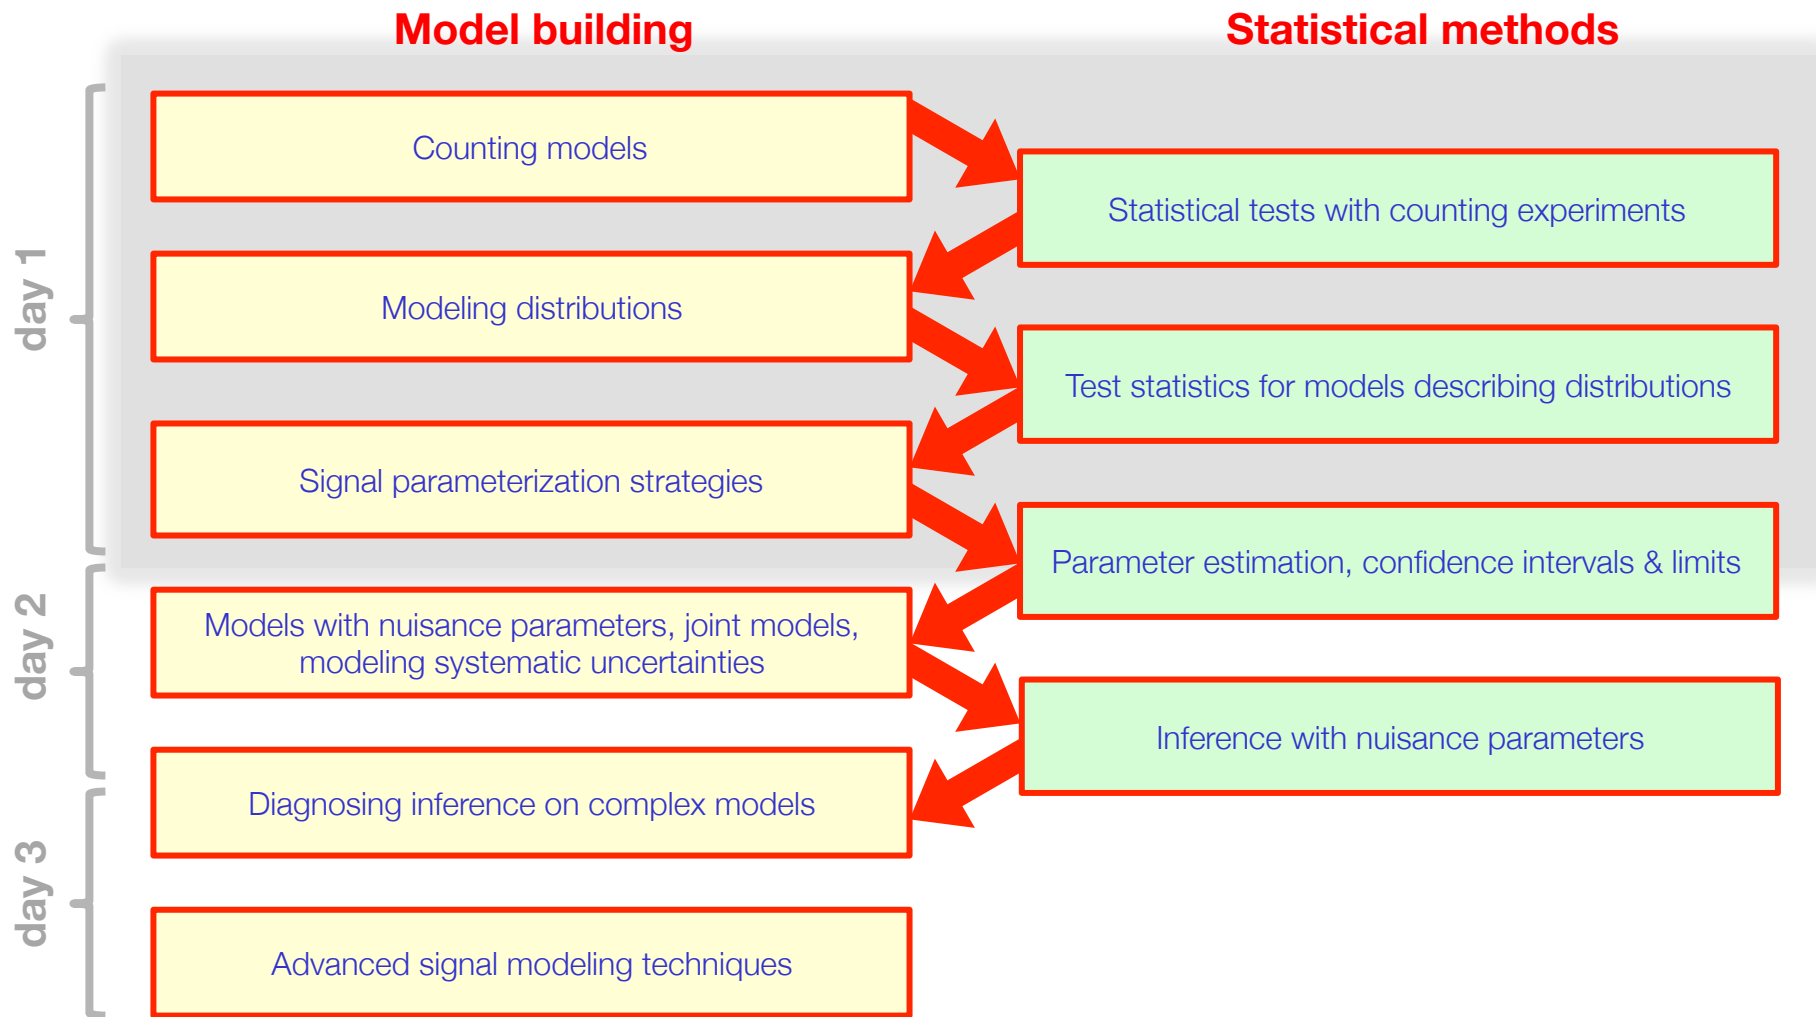 Model building
Statistical methods
day 1
Counting models
Statistical tests with counting experiments
Modeling distributions
Test statistics for models describing distributions
Signal parameterization strategies
Parameter estimation, confidence intervals & limits
day 2
Models with nuisance parameters, joint models,
modeling systematic uncertainties
Inference with nuisance parameters
Diagnosing inference on complex models
day 3
Advanced signal modeling techniques